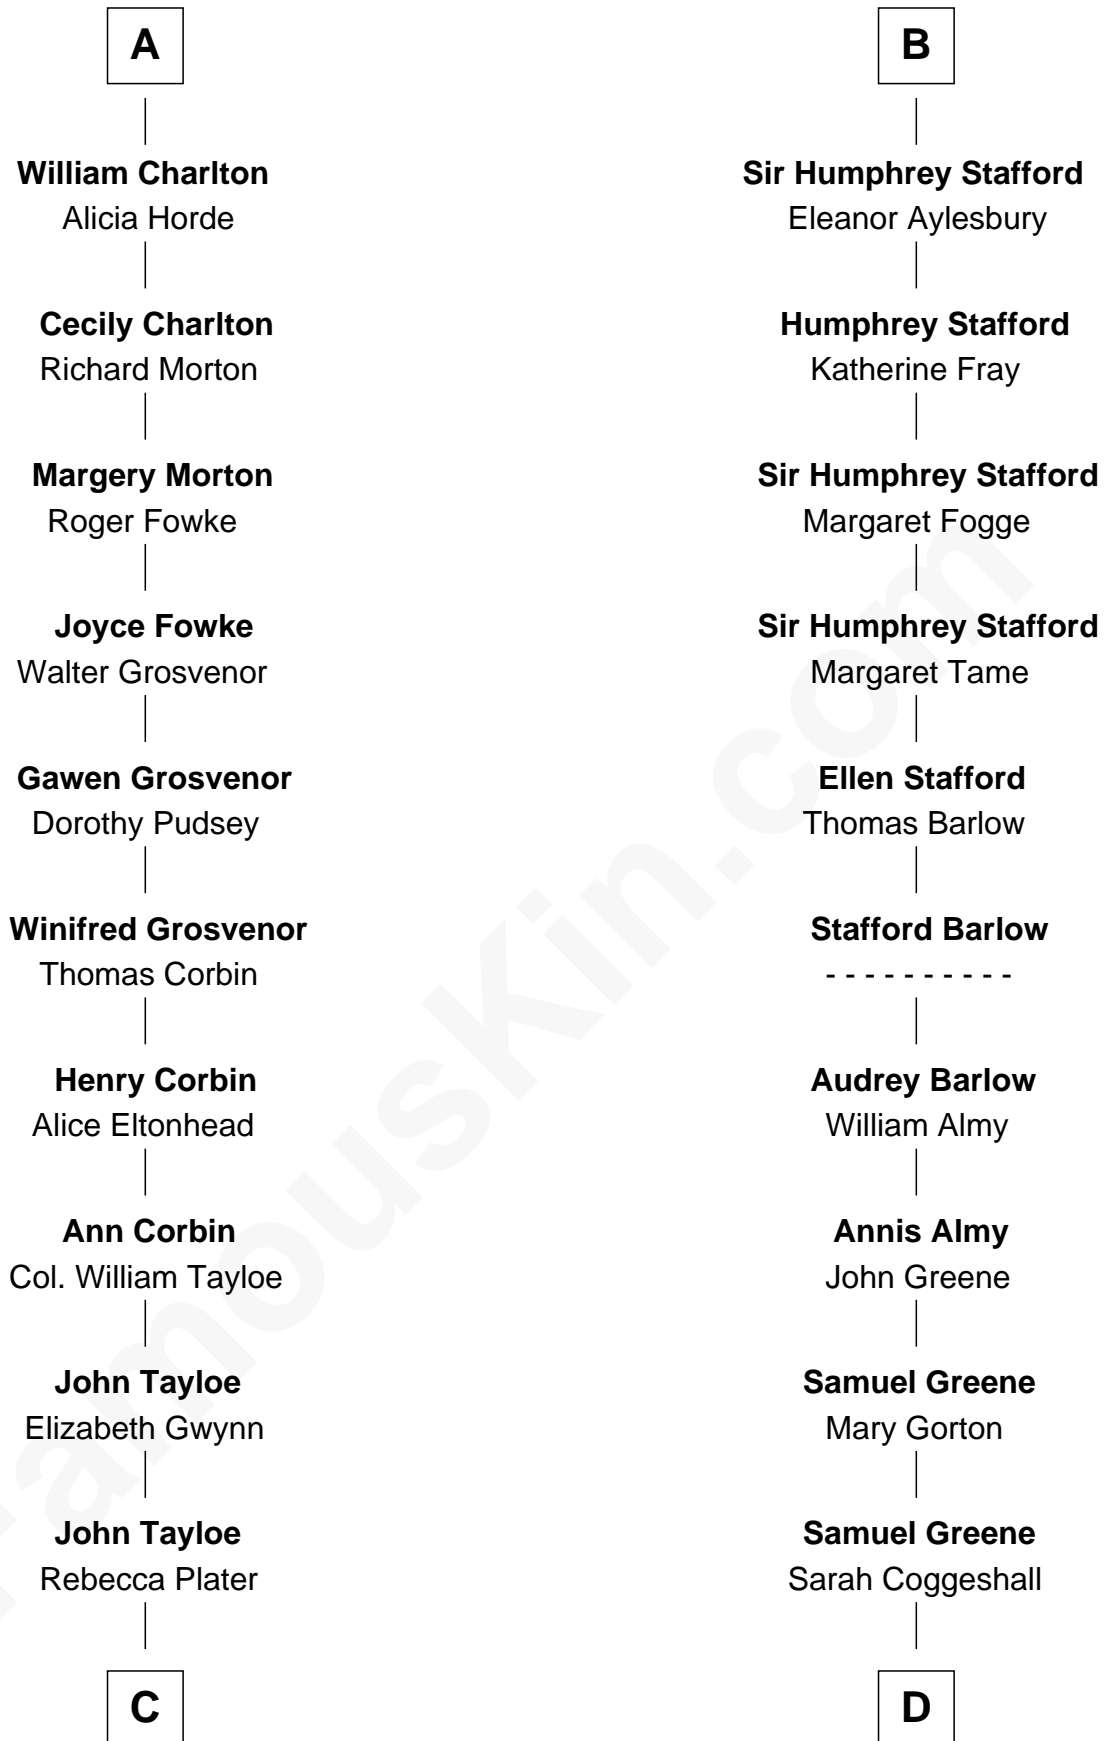 A
William Charlton
Alicia Horde
Cecily Charlton
Richard Morton
Margery Morton
Roger Fowke
Joyce Fowke
Walter Grosvenor
Gawen Grosvenor
Dorothy Pudsey
Winifred Grosvenor
Thomas Corbin
Henry Corbin
Alice Eltonhead
Ann Corbin
Col. William Tayloe
John Tayloe
Elizabeth Gwynn
John Tayloe
Rebecca Plater
C
B
Sir Humphrey Stafford
Eleanor Aylesbury
Humphrey Stafford
Katherine Fray
Sir Humphrey Stafford
Margaret Fogge
Sir Humphrey Stafford
Margaret Tame
Ellen Stafford
Thomas Barlow
Stafford Barlow
- - - - - - - - - -
Audrey Barlow
William Almy
Annis Almy
John Greene
Samuel Greene
Mary Gorton
Samuel Greene
Sarah Coggeshall
D
FamousKin.com